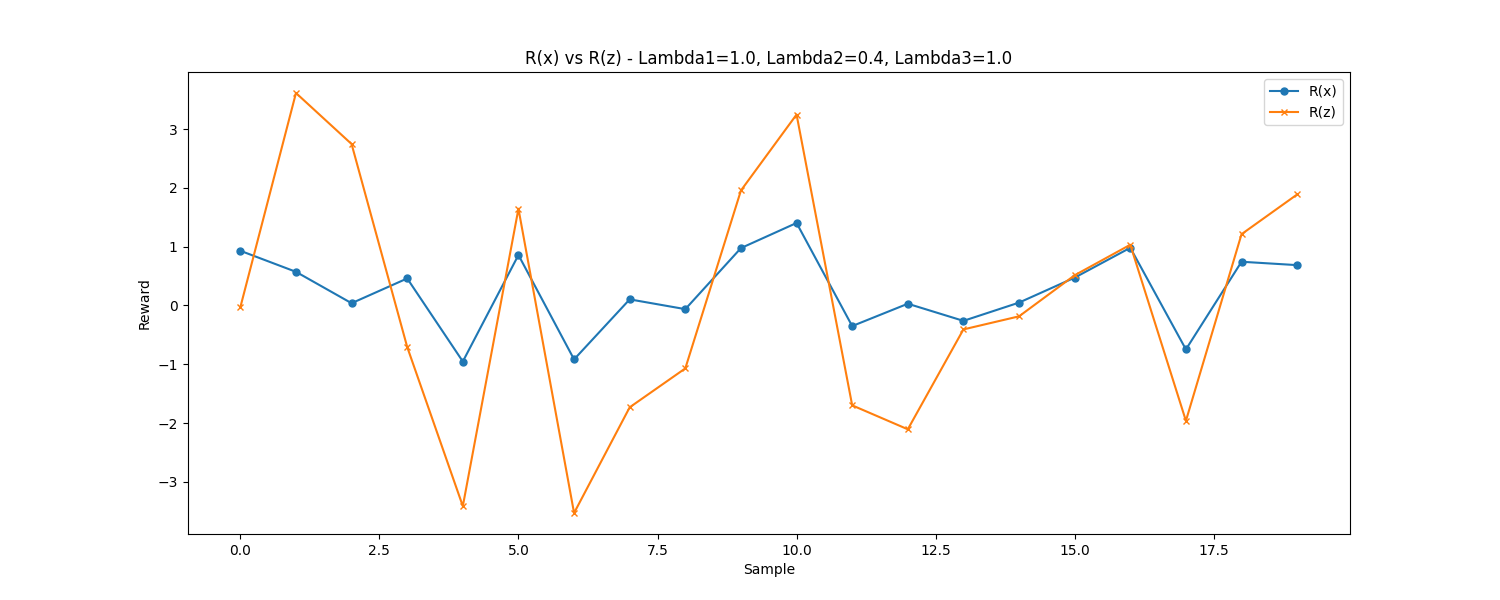 R(x) vs R(z) - Lambda1=1.0, Lambda2=0.4, Lambda3=1.0
R(x)
R(z)
Reward
3
2
1
0
−1
−2
−3
0.0 2.5 5.0 7.5 10.0 12.5 15.0 17.5
Sample